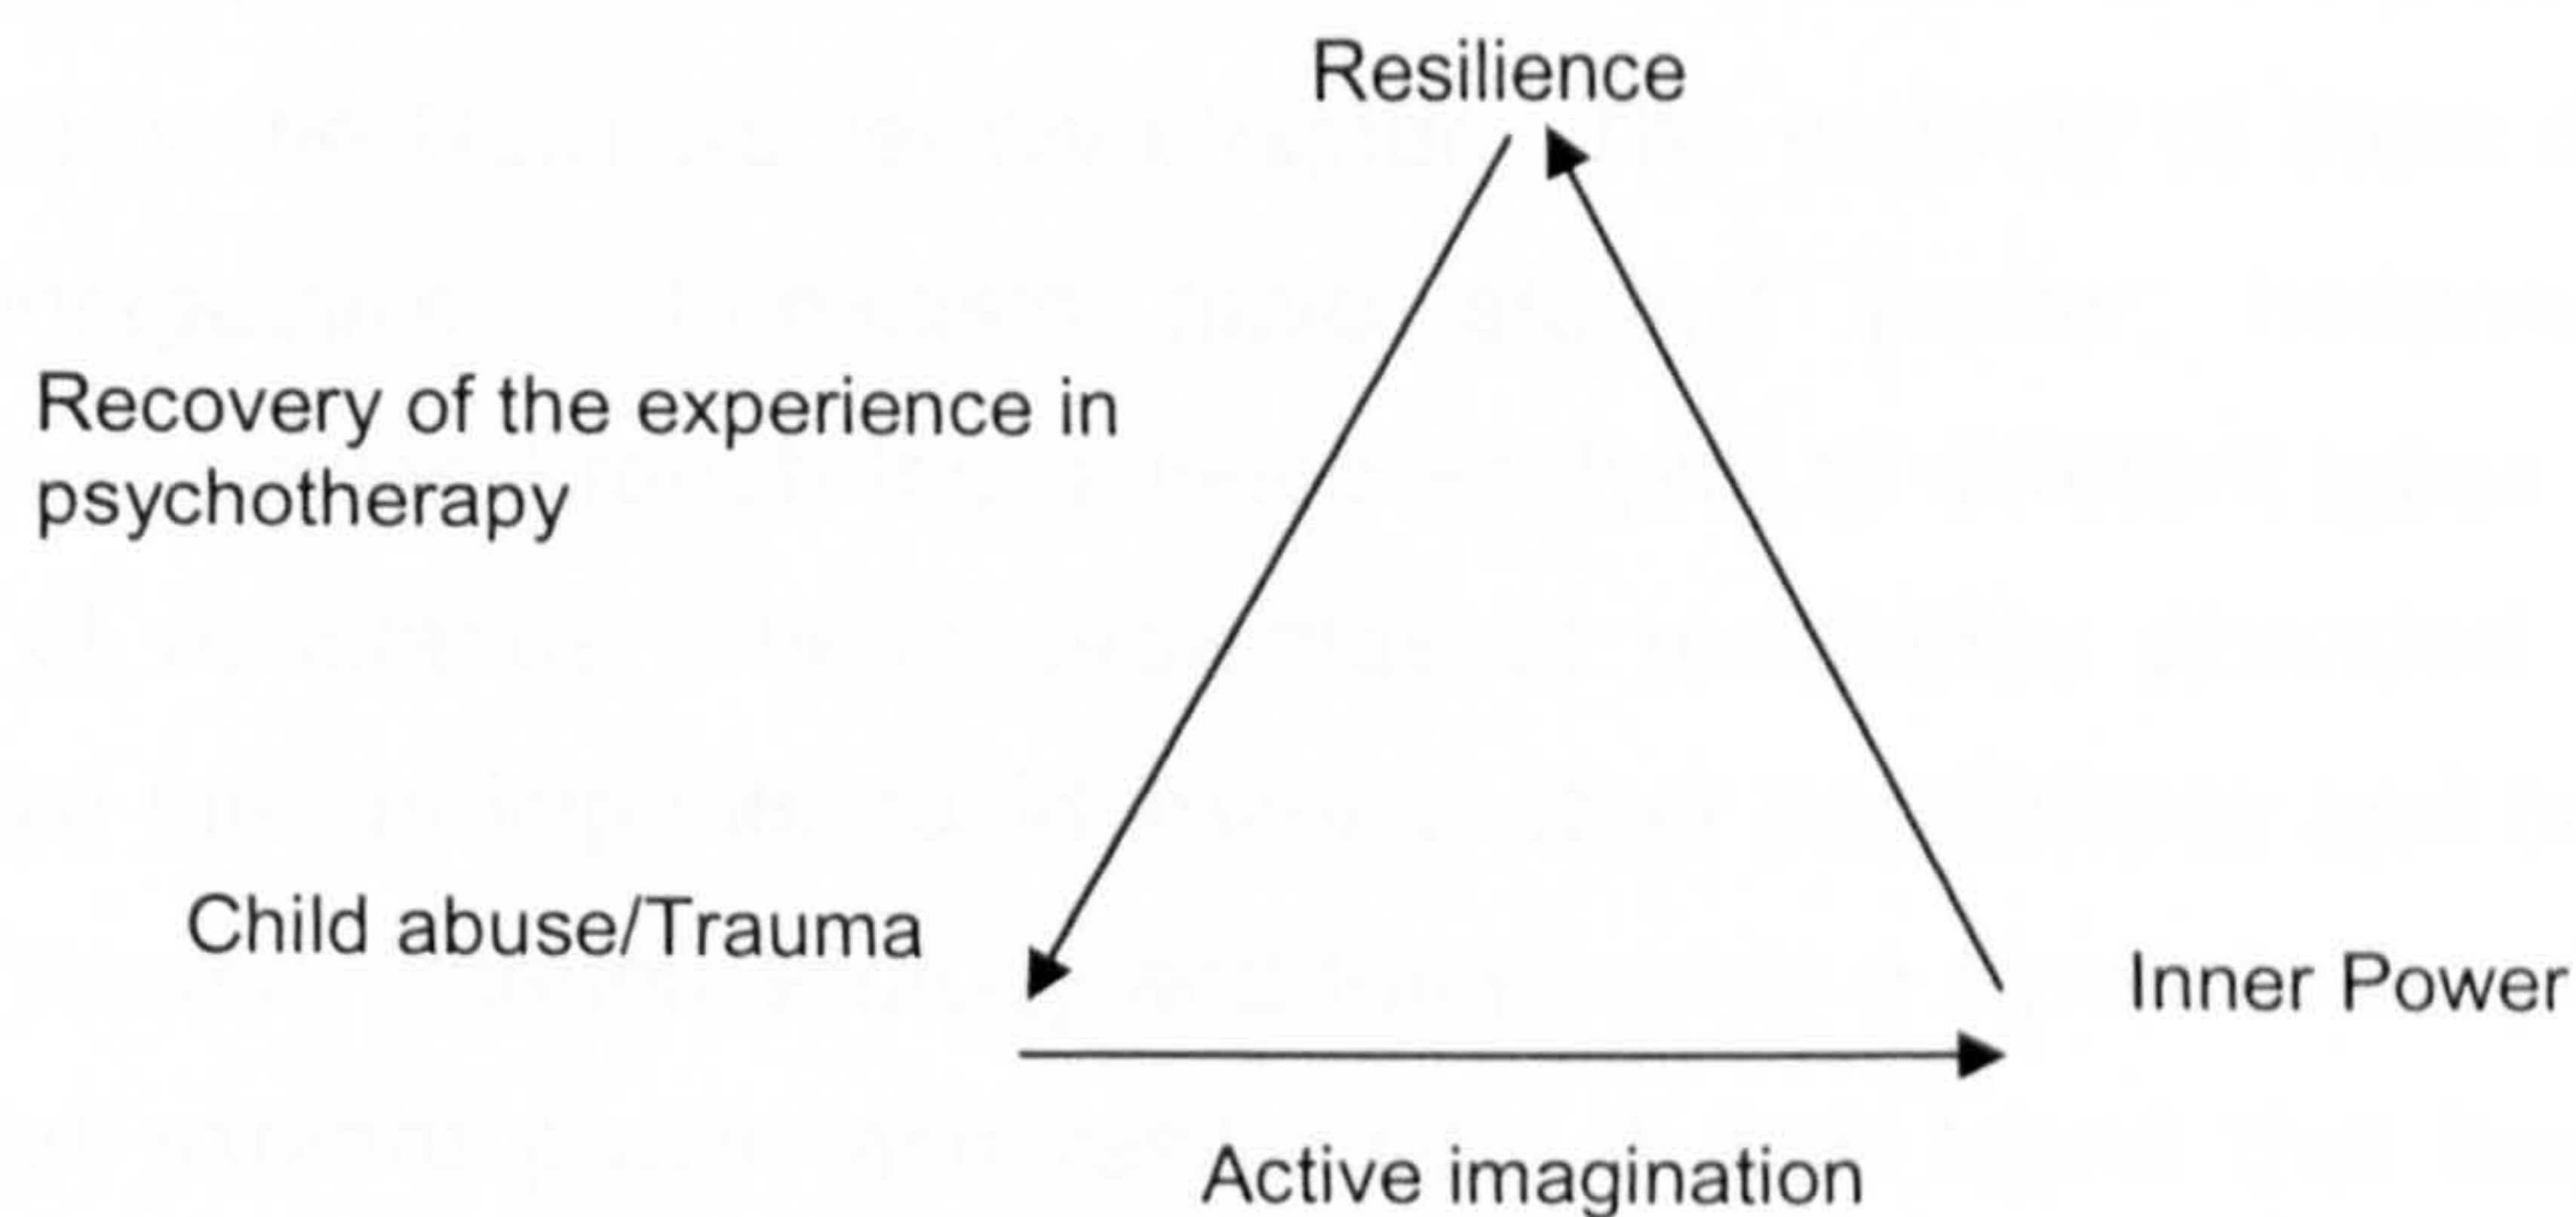 Resilience
Recovery of the experience in
psychotherapy
Child abuse/Trauma
Inner Power
Active imagination